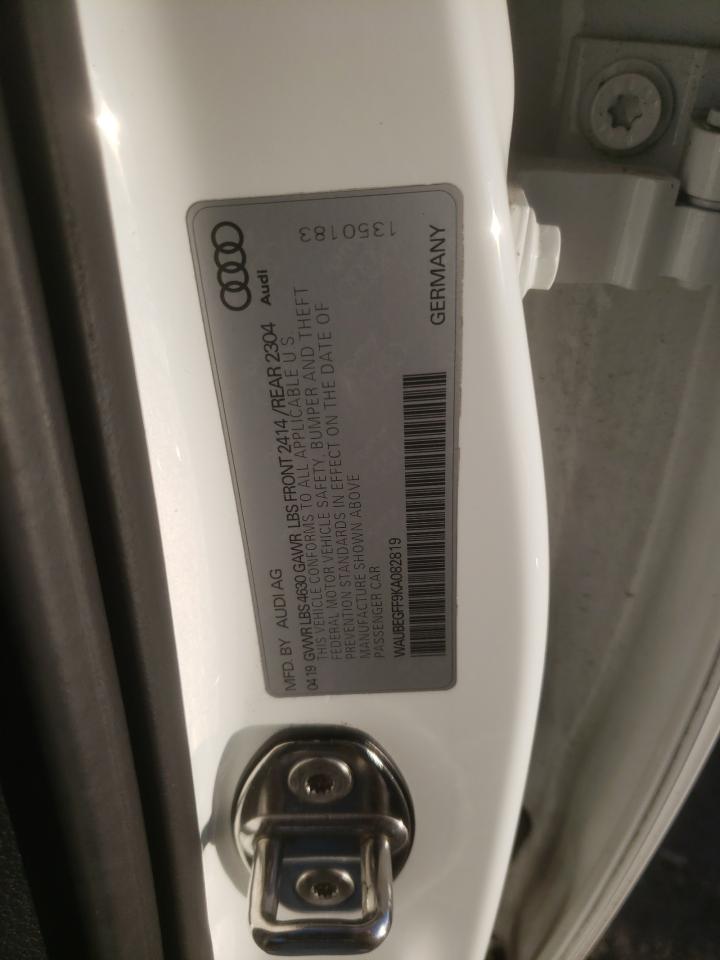 Audi
1350183
MFD. BY AUDI AG
0419 GVWR LBS 4630 GAWR LBS FRONT 2414 / REAR 2304
THIS VEHICLE CONFORMS TO ALL APPLICABLE U S
FEDERAL MOTOR VEHICLE SAFETY, BUMPER AND THEFT
PREVENTION STANDARDS IN EFFECT ON THE DATE OF
MANUFACTURE SHOWN ABOVE
PASSENGER CAR
WAUBEGFF9KA082819
GERMANY